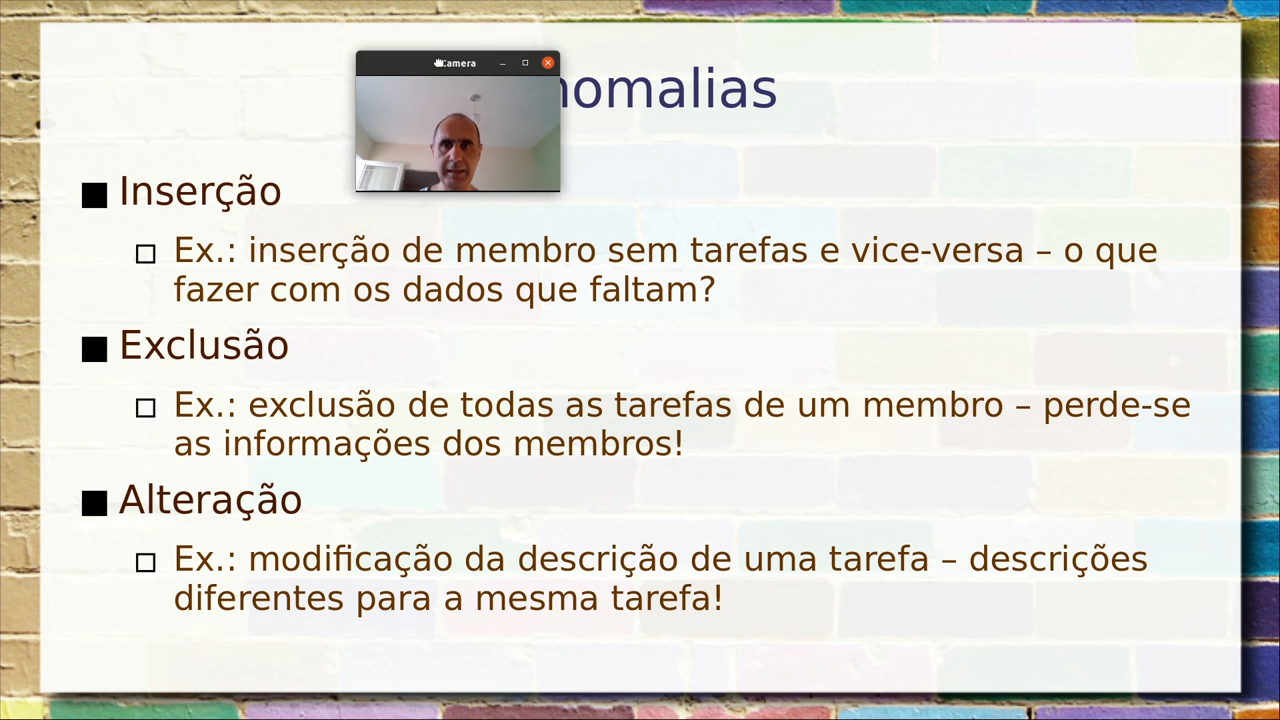 Camera
nomalias
Inserção
Ex.: inserção de membro sem tarefas e vice-versa – o que
fazer com os dados que faltam?
Exclusão
Ex.: exclusão de todas as tarefas de um membro – perde-se
as informações dos membros!
Alteração
Ex.: modificação da descrição de uma tarefa – descrições
diferentes para a mesma tarefa!